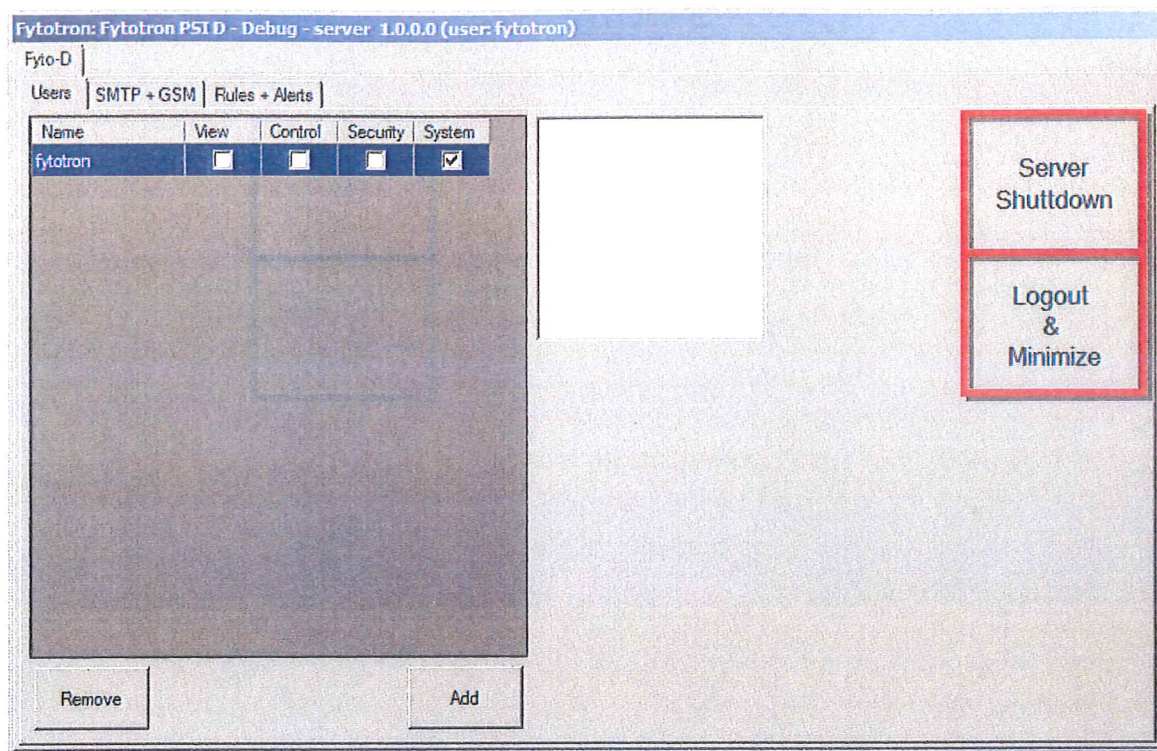 Fytotron: Fytotron PSI D - Debug - server 1.0.0.0 (user: fytotron)
Fyto-D
Users SMTP + GSM Rules + Alerts
Name View Control Security System
fytotron
Server
Shuttdown
Logout
&
Minimize
Remove Add